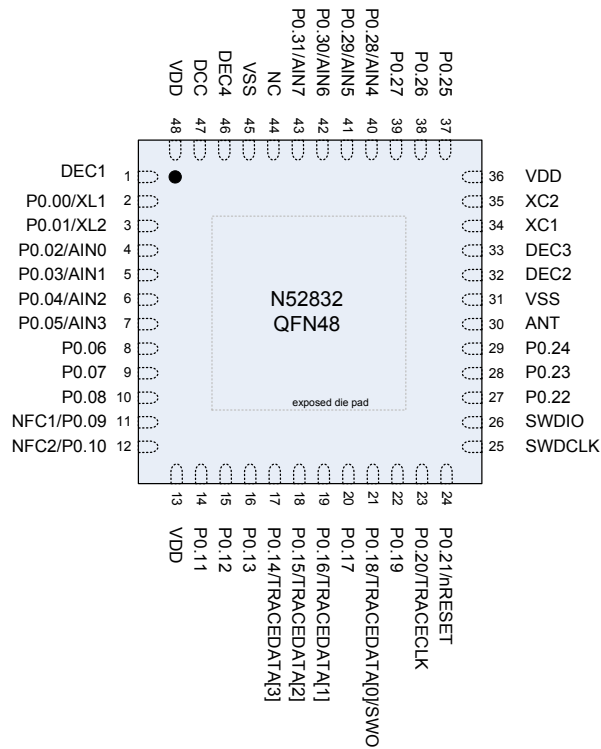 P0.31/AIN7
P0.30/AIN6
P0.29/AIN5
P0.28/AIN4
P0.27
P0.26
P0.25
VDD
DCC
DEC4
VSS
NC
48
47
46
45
44
43
42
41
40
39
38
37
DEC1 1
P0.00/XL1 2
P0.01/XL2 3
P0.02/AIN0 4
P0.03/AIN1 5
P0.04/AIN2 6
P0.05/AIN3 7
P0.06 8
P0.07 9
P0.08 10
NFC1/P0.09 11
NFC2/P0.10 12
N52832
QFN48
exposed die pad
36 VDD
35 XC2
34 XC1
33 DEC3
32 DEC2
31 VSS
30 ANT
29 P0.24
28 P0.23
27 P0.22
26 SWDIO
25 SWDCLK
13
14
15
16
17
18
19
20
21
22
23
24
VDD
P0.11
P0.12
P0.13
P0.14/TRACEDATA[3]
P0.15/TRACEDATA[2]
P0.16/TRACEDATA[1]
P0.17
P0.18/TRACEDATA[0]/SWO
P0.19
P0.20/TRACECLK
P0.21/nRESET